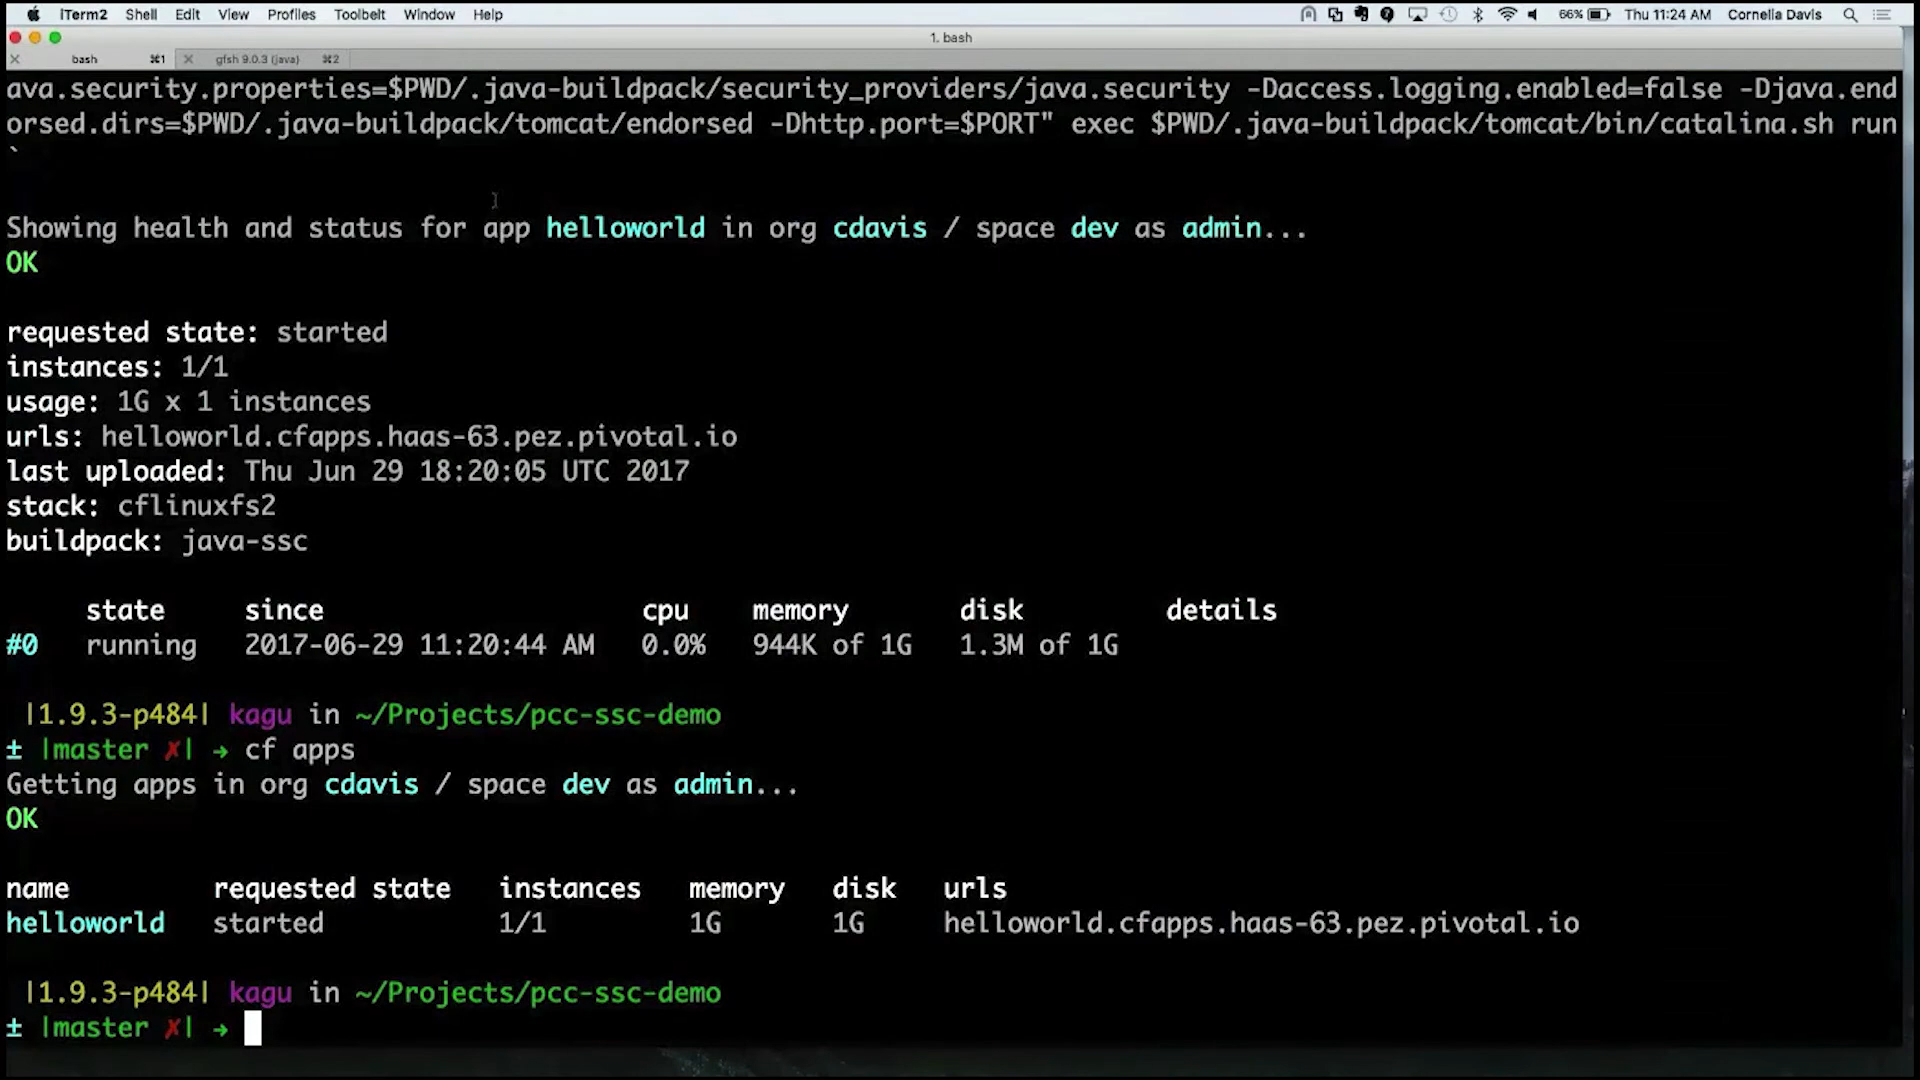 iTerm2 Shell Edit View Profiles Toolbelt Window Help 66% Thu 11:24 AM Cornelia Davis
1. bash
bash ⌘1 gfsh 9.0.3 (java) ⌘2
ava.security.properties=$PWD/.java-buildpack/security_providers/java.security -Daccess.logging.enabled=false -Djava.end
orsed.dirs=$PWD/.java-buildpack/tomcat/endorsed -Dhttp.port=$PORT" exec $PWD/.java-buildpack/tomcat/bin/catalina.sh run
`
Showing health and status for app helloworld in org cdavis / space dev as admin...
OK
requested state: started
instances: 1/1
usage: 1G x 1 instances
urls: helloworld.cfapps.haas-63.pez.pivotal.io
last uploaded: Thu Jun 29 18:20:05 UTC 2017
stack: cflinuxfs2
buildpack: java-ssc
state since cpu memory disk details
#0 running 2017-06-29 11:20:44 AM 0.0% 944K of 1G 1.3M of 1G
|1.9.3-p484| kagu in ~/Projects/pcc-ssc-demo
± |master ✗| → cf apps
Getting apps in org cdavis / space dev as admin...
OK
name requested state instances memory disk urls
helloworld started 1/1 1G 1G helloworld.cfapps.haas-63.pez.pivotal.io
|1.9.3-p484| kagu in ~/Projects/pcc-ssc-demo
± |master ✗| →